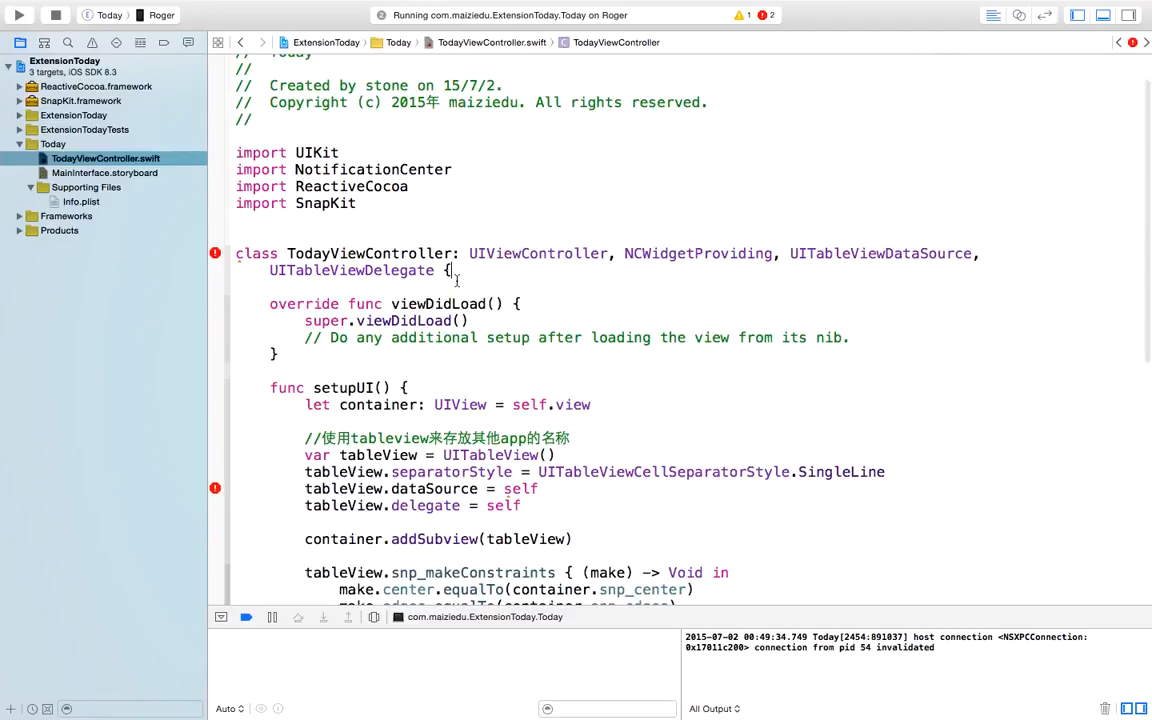 Today
Roger
Running com.maiziedu.ExtensionToday.Today on Roger
1
2
ExtensionToday
Today
TodayViewController.swift
TodayViewController
ExtensionToday
3 targets, iOS SDK 8.3
ReactiveCocoa.framework
SnapKit.framework
ExtensionToday
ExtensionTodayTests
Today
TodayViewController.swift
MainInterface.storyboard
Supporting Files
Info.plist
Frameworks
Products
// Today
//
// Created by stone on 15/7/2.
// Copyright (c) 2015年 maiziedu. All rights reserved.
//
import UIKit
import NotificationCenter
import ReactiveCocoa
import SnapKit
class TodayViewController: UIViewController, NCWidgetProviding, UITableViewDataSource,
UITableViewDelegate {
override func viewDidLoad() {
super.viewDidLoad()
// Do any additional setup after loading the view from its nib.
}
func setupUI() {
let container: UIView = self.view
//使用tableview来存放其他app的名称
var tableView = UITableView()
tableView.separatorStyle = UITableViewCellSeparatorStyle.SingleLine
tableView.dataSource = self
tableView.delegate = self
container.addSubview(tableView)
tableView.snp_makeConstraints { (make) -> Void in
make.center.equalTo(container.snp_center)
make.edges.equalTo(container.snp_edges)
com.maiziedu.ExtensionToday.Today
2015-07-02 00:49:34.749 Today[2454:891037] host connection <NSXPCConnection:
0x17011c200> connection from pid 54 invalidated
Auto
All Output